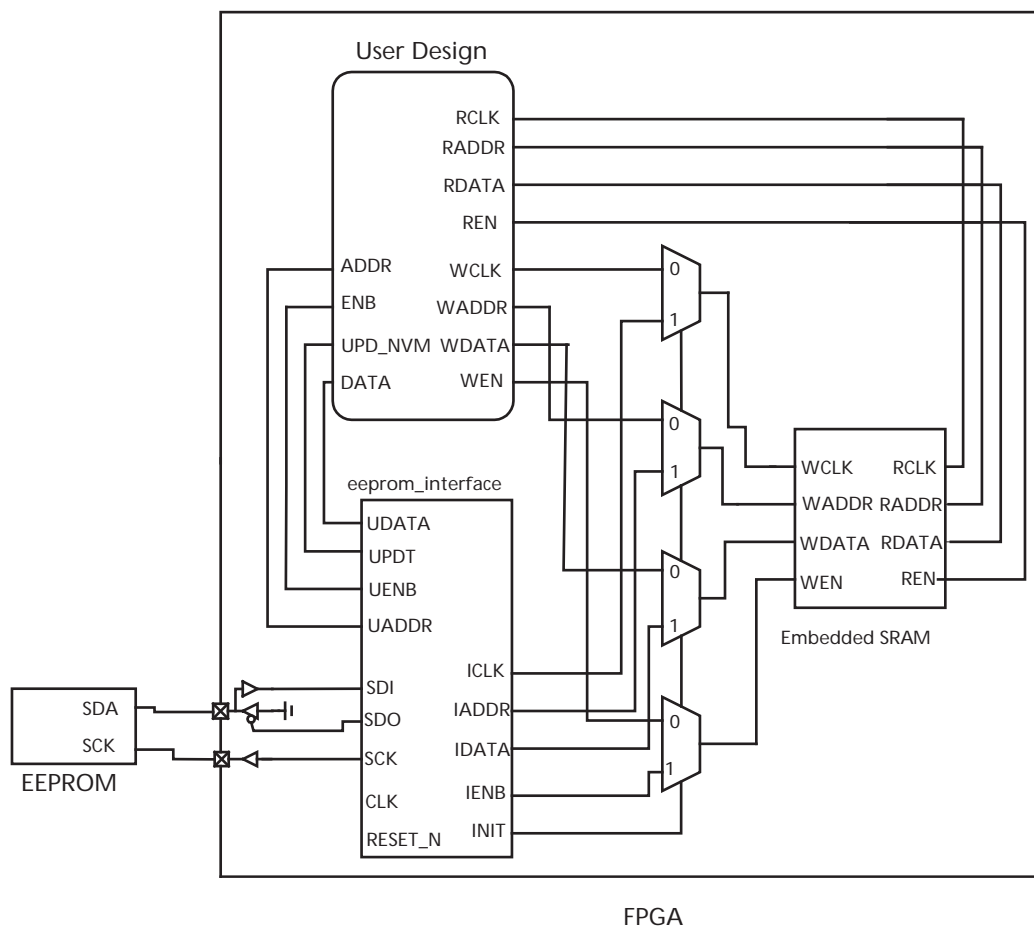 User Design
RCLK
RADDR
RDATA
REN
ADDR WCLK
ENB WADDR
UPD_NVM WDATA
DATA WEN
0
1
0
1
0
1
0
1
WCLK RCLK
WADDR RADDR
WDATA RDATA
WEN REN
Embedded SRAM
eeprom_interface
UDATA
UPDT
UENB
UADDR
ICLK
SDI
IADDR
SDO
IDATA
SCK
IENB
CLK
INIT
RESET_N
SDA
SCK
EEPROM
FPGA